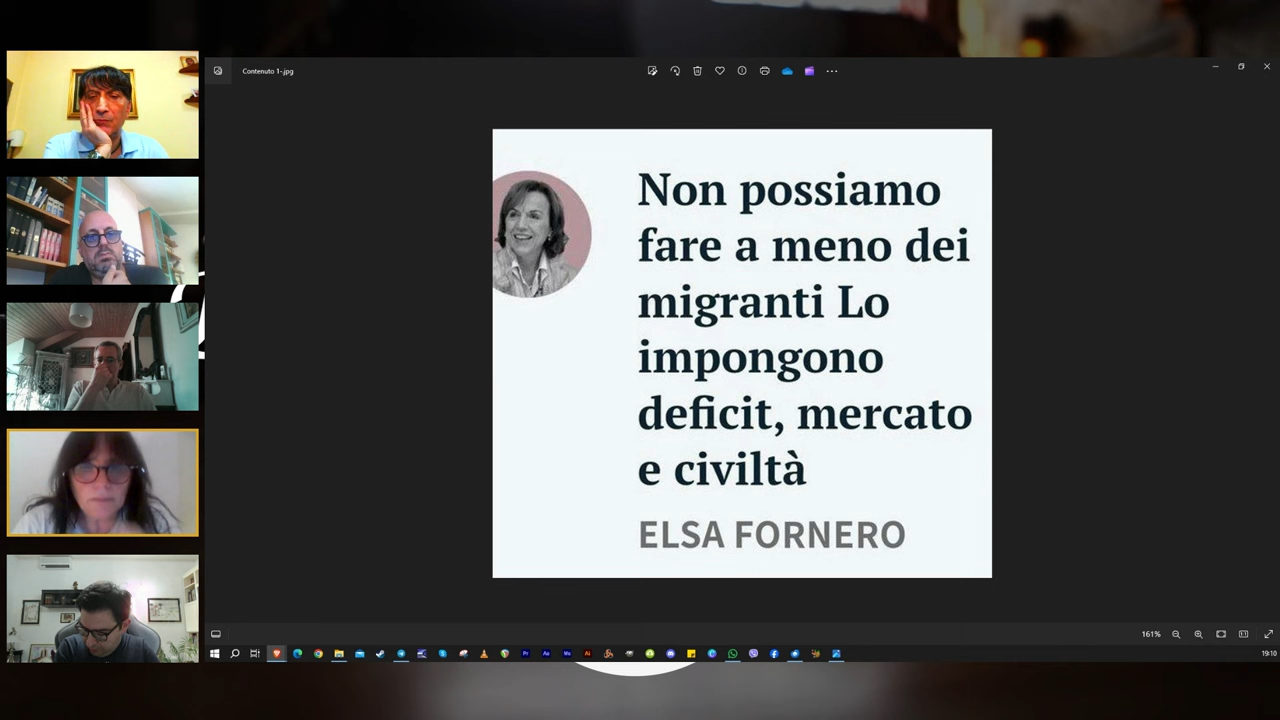 Contenuto 1-.jpg
Non possiamo
fare a meno dei
migranti Lo
impongono
deficit, mercato
e civiltà
ELSA FORNERO
161%
19:10